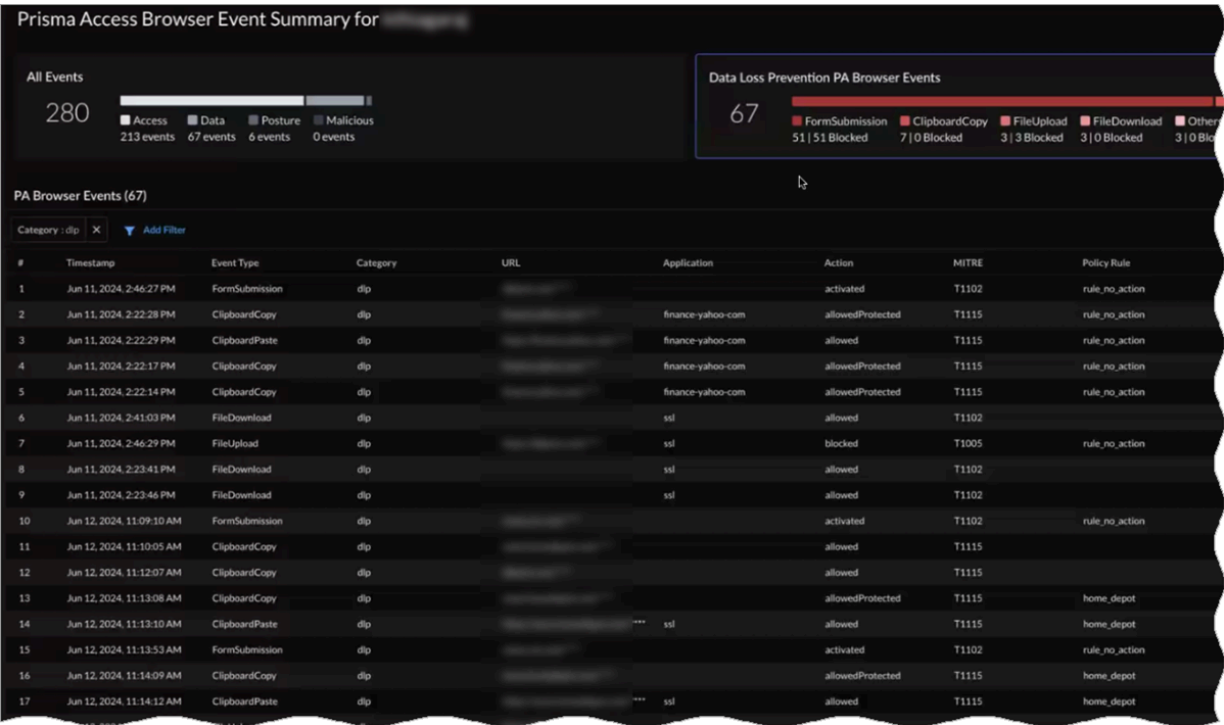 Prisma Access Browser Event Summary for
All Events
280
Access Data Posture Malicious
213 events 67 events 6 events 0 events
Data Loss Prevention PA Browser Events
67
FormSubmission ClipboardCopy FileUpload FileDownload Other
51 | 51 Blocked 7 | 0 Blocked 3 | 3 Blocked 3 | 0 Blocked 3 | 0 Blo
PA Browser Events (67)
Category : dlp × Add Filter
# Timestamp Event Type Category URL Application Action MITRE Policy Rule
1 Jun 11, 2024, 2:46:27 PM FormSubmission dlp activated T1102 rule_no_action
2 Jun 11, 2024, 2:22:28 PM ClipboardCopy dlp finance-yahoo-com allowedProtected T1115 rule_no_action
3 Jun 11, 2024, 2:22:29 PM ClipboardPaste dlp finance-yahoo-com allowed T1115 rule_no_action
4 Jun 11, 2024, 2:22:17 PM ClipboardCopy dlp finance-yahoo-com allowedProtected T1115 rule_no_action
5 Jun 11, 2024, 2:22:14 PM ClipboardCopy dlp finance-yahoo-com allowedProtected T1115 rule_no_action
6 Jun 11, 2024, 2:41:03 PM FileDownload dlp ssl allowed T1102
7 Jun 11, 2024, 2:46:29 PM FileUpload dlp ssl blocked T1005 rule_no_action
8 Jun 11, 2024, 2:23:41 PM FileDownload dlp ssl allowed T1102
9 Jun 11, 2024, 2:23:46 PM FileDownload dlp ssl allowed T1102
10 Jun 12, 2024, 11:09:10 AM FormSubmission dlp activated T1102 rule_no_action
11 Jun 12, 2024, 11:10:05 AM ClipboardCopy dlp allowed T1115
12 Jun 12, 2024, 11:12:07 AM ClipboardCopy dlp allowed T1115
13 Jun 12, 2024, 11:13:08 AM ClipboardCopy dlp allowedProtected T1115 home_depot
14 Jun 12, 2024, 11:13:10 AM ClipboardPaste dlp ssl allowed T1115 home_depot
15 Jun 12, 2024, 11:13:53 AM FormSubmission dlp activated T1102 rule_no_action
16 Jun 12, 2024, 11:14:09 AM ClipboardCopy dlp allowedProtected T1115 home_depot
17 Jun 12, 2024, 11:14:12 AM ClipboardPaste dlp ssl allowed T1115 home_depot